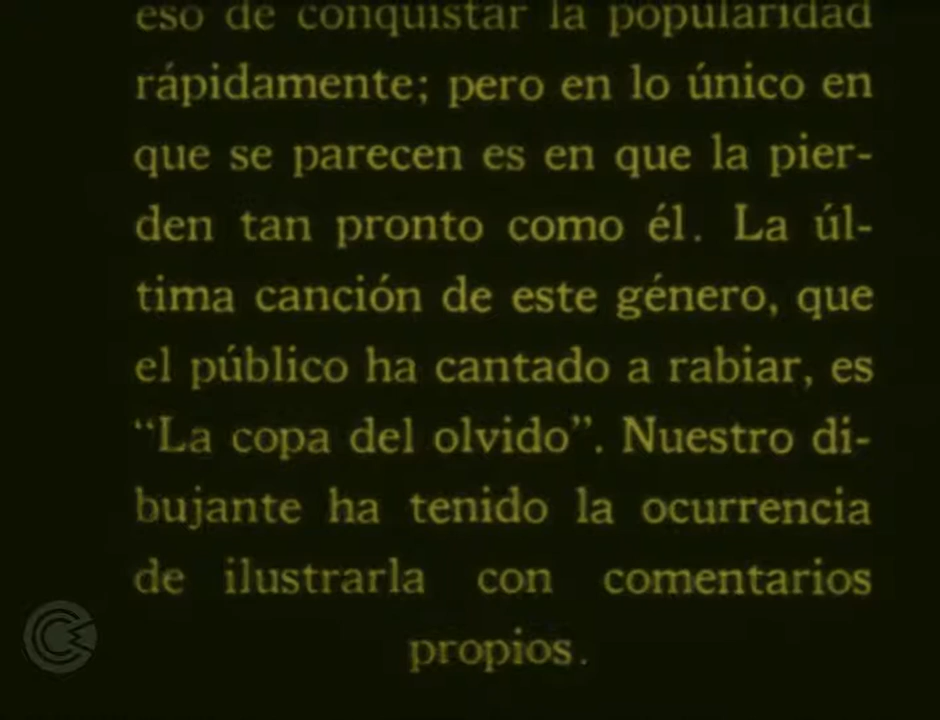 eso de conquistar la popularidad
rápidamente; pero en lo único en
que se parecen es en que la pier-
den tan pronto como él. La úl-
tima canción de este género, que
el público ha cantado a rabiar, es
“La copa del olvido”. Nuestro di-
bujante ha tenido la ocurrencia
de ilustrarla con comentarios
propios.